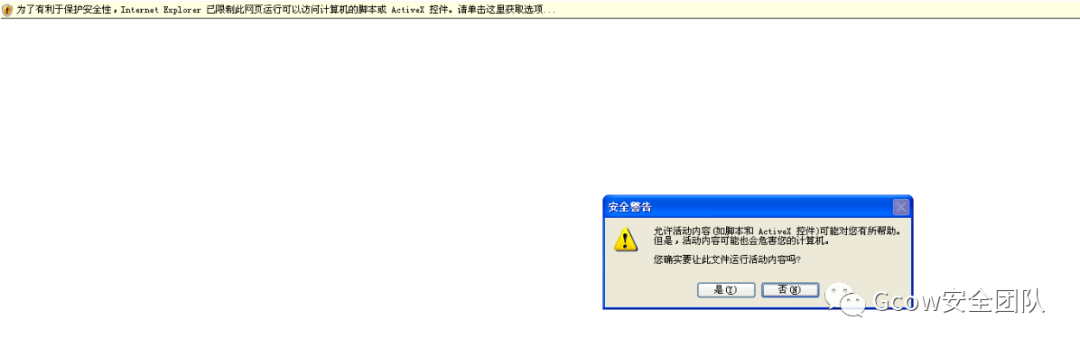 为了有利于保护安全性，Internet Explorer 已限制此网页运行可以访问计算机的脚本或 ActiveX 控件。请单击这里获取选项...
安全警告
允许活动内容(如脚本和 ActiveX 控件)可能对您有所帮助。
但是，活动内容可能也会危害您的计算机。
您确实要让此文件运行活动内容吗?
是(Y)
否(N)
Gcow安全团队